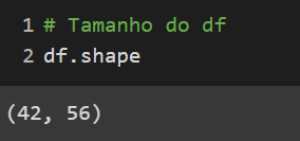 1 # Tamanho do df
2 df.shape
(42, 56)